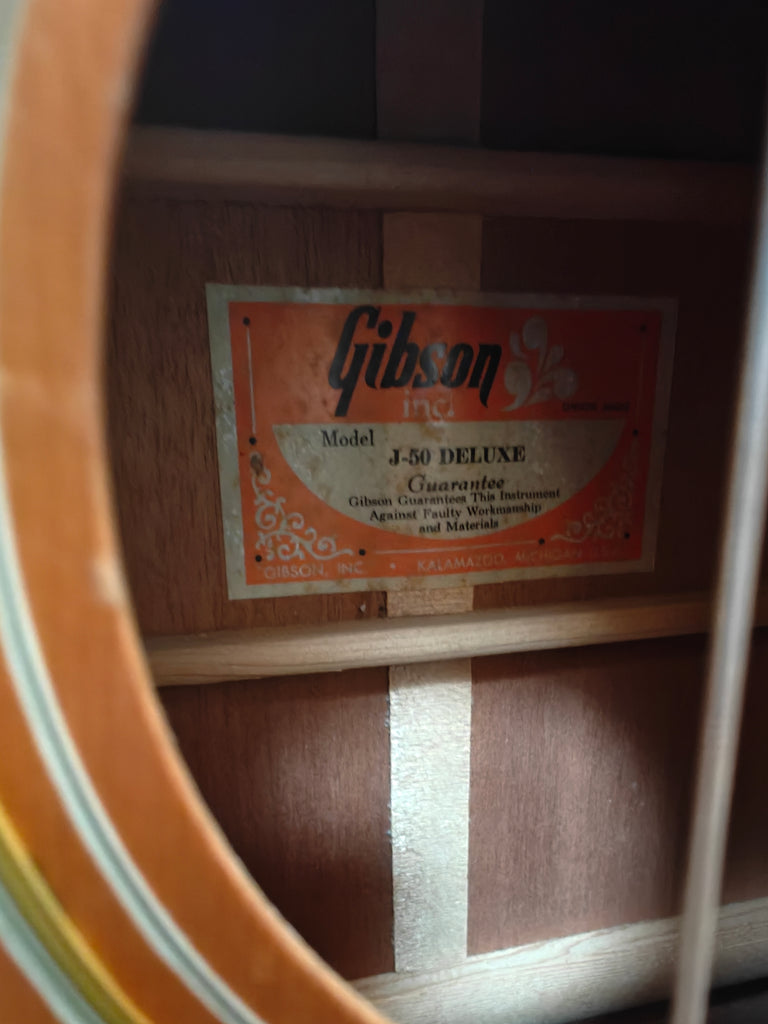 Gibson
inc.
UNION MADE
Model
J-50 DELUXE
Guarantee
Gibson Guarantees This Instrument
Against Faulty Workmanship
and Materials
GIBSON, INC. • KALAMAZOO, MICHIGAN U.S.A.